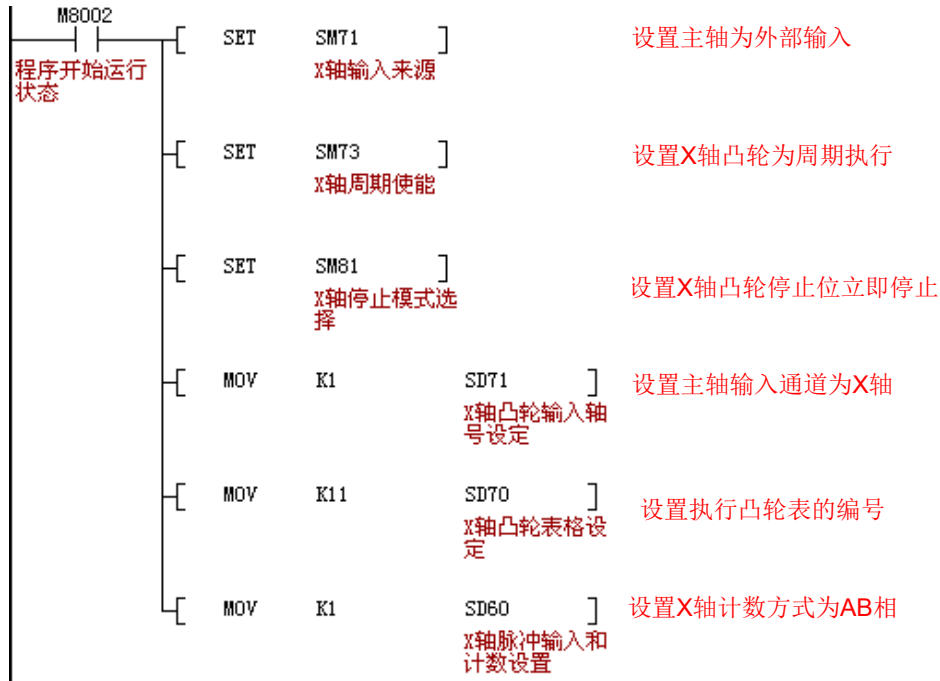 M8002
SET SM71 设置主轴为外部输入
程序开始运行
状态
X轴输入来源
SET SM73 设置X轴凸轮为周期执行
X轴周期使能
SET SM81 设置X轴凸轮停止位立即停止
X轴停止模式选
择
MOV K1 SD71 设置主轴输入通道为X轴
X轴凸轮输入轴
号设定
MOV K11 SD70 设置执行凸轮表的编号
X轴凸轮表格设
定
MOV K1 SD60 设置X轴计数方式为AB相
X轴脉冲输入和
计数设置